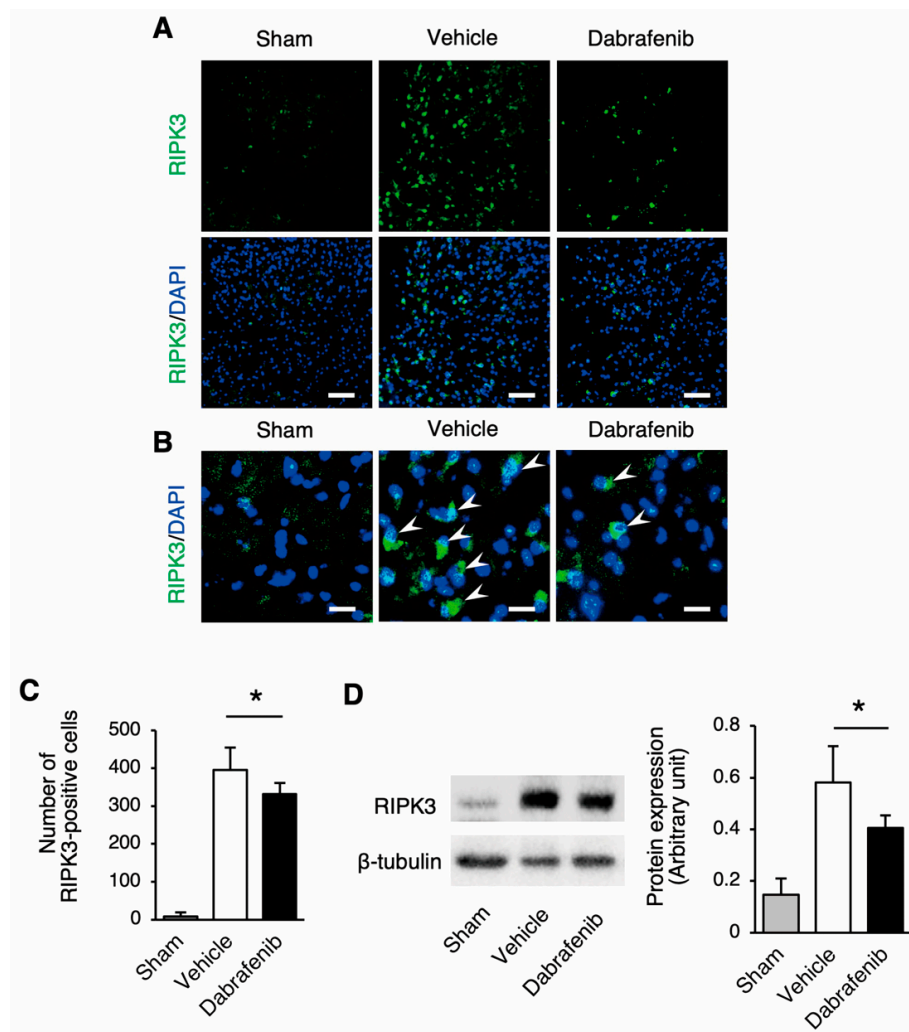 A
Sham Vehicle Dabrafenib
RIPK3
RIPK3/DAPI
B
Sham Vehicle Dabrafenib
RIPK3/DAPI
C
Number of
RIPK3-positive cells
500
400
300
200
100
0
*
Sham
Vehicle
Dabrafenib
D
RIPK3
β-tubulin
Sham
Vehicle
Dabrafenib
Protein expression
(Arbitrary unit)
0.8
0.6
0.4
0.2
0
*
Sham
Vehicle
Dabrafenib